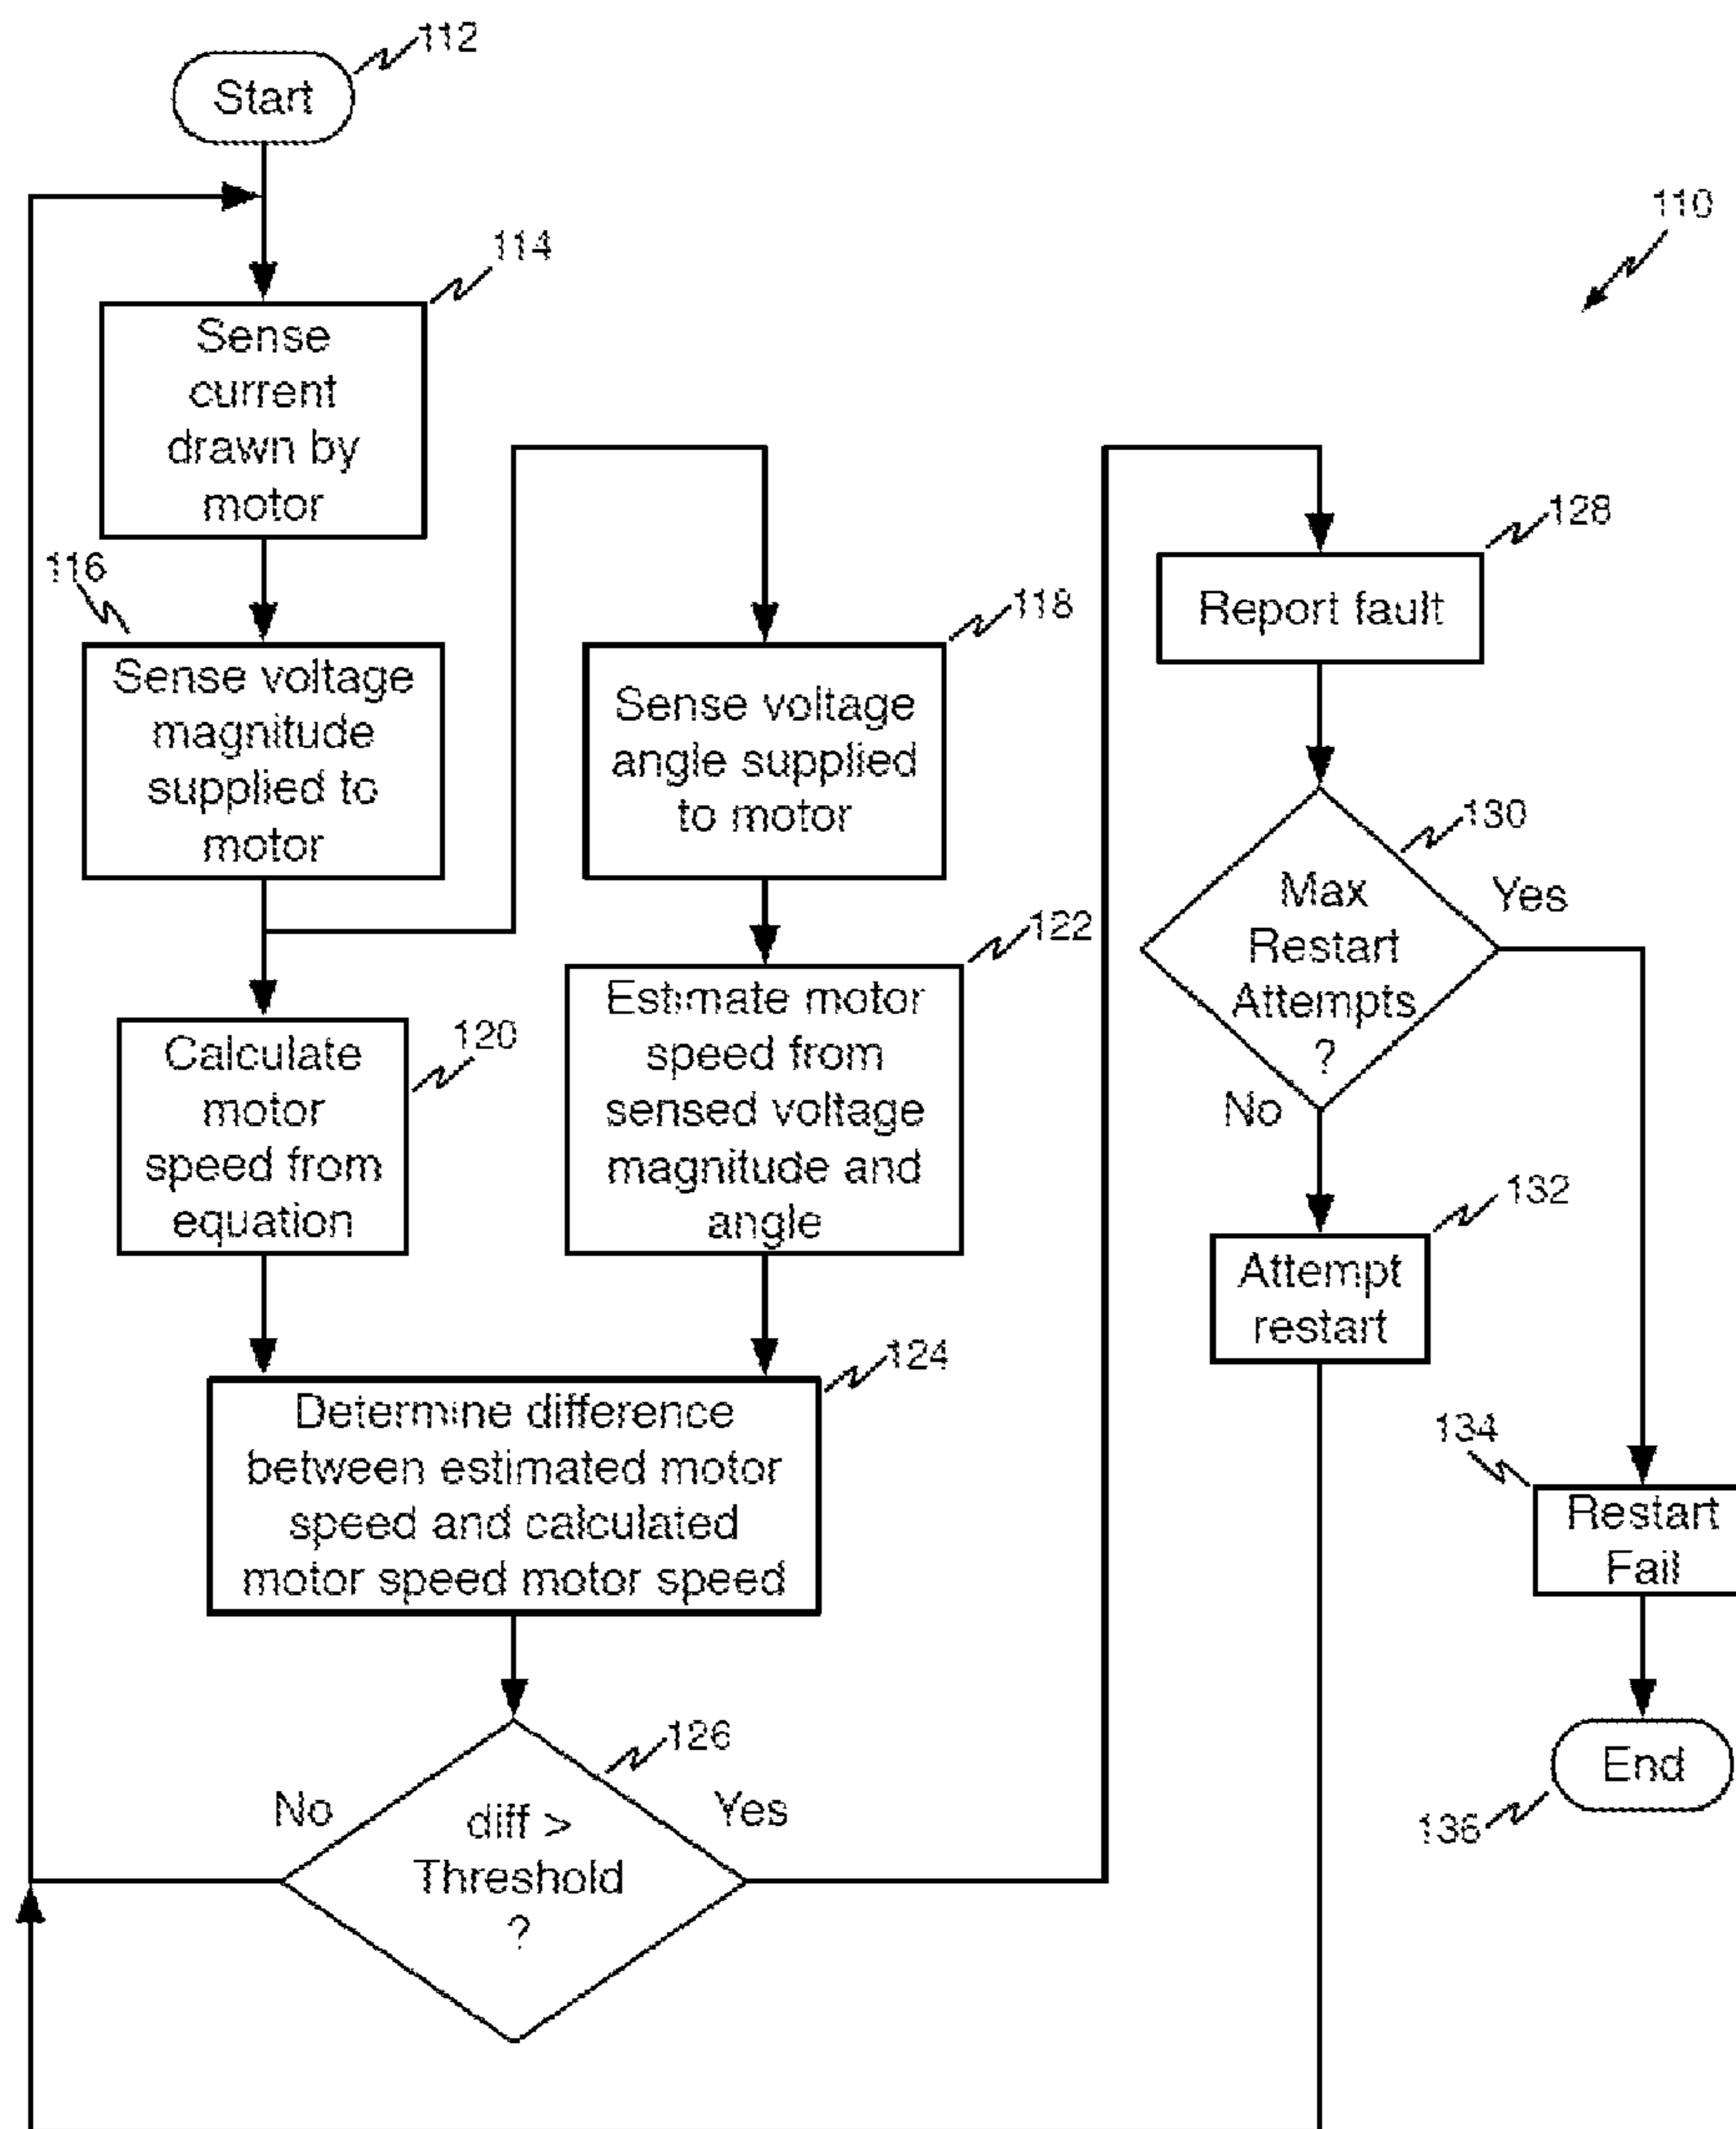 112
Start
110
114
Sense
current
drawn by
motor
116
Sense voltage
magnitude
supplied to
motor
118
Sense voltage
angle supplied
to motor
120
Calculate
motor
speed from
equation
122
Estimate motor
speed from
sensed voltage
magnitude and
angle
124
Determine difference
between estimated motor
speed and calculated
motor speed motor speed
126
diff >
Threshold
?
No
Yes
128
Report fault
130
Max
Restart
Attempts
?
Yes
No
132
Attempt
restart
134
Restart
Fail
End
136